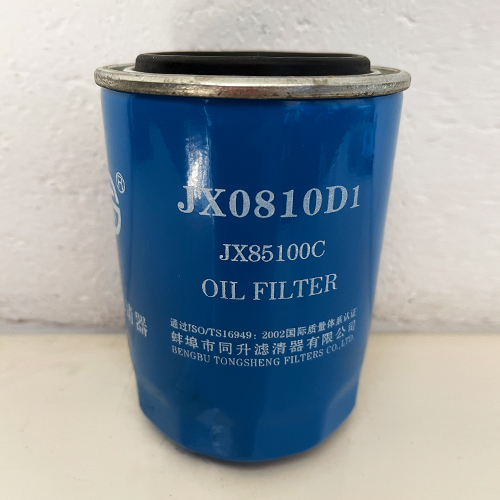 ®
JX0810D1
JX85100C
OIL FILTER
清器
通过ISO/TS16949：2002国际质量体系认证
蚌埠市同升滤清器有限公司
BENGBU TONGSHENG FILTERS CO.,LTD.